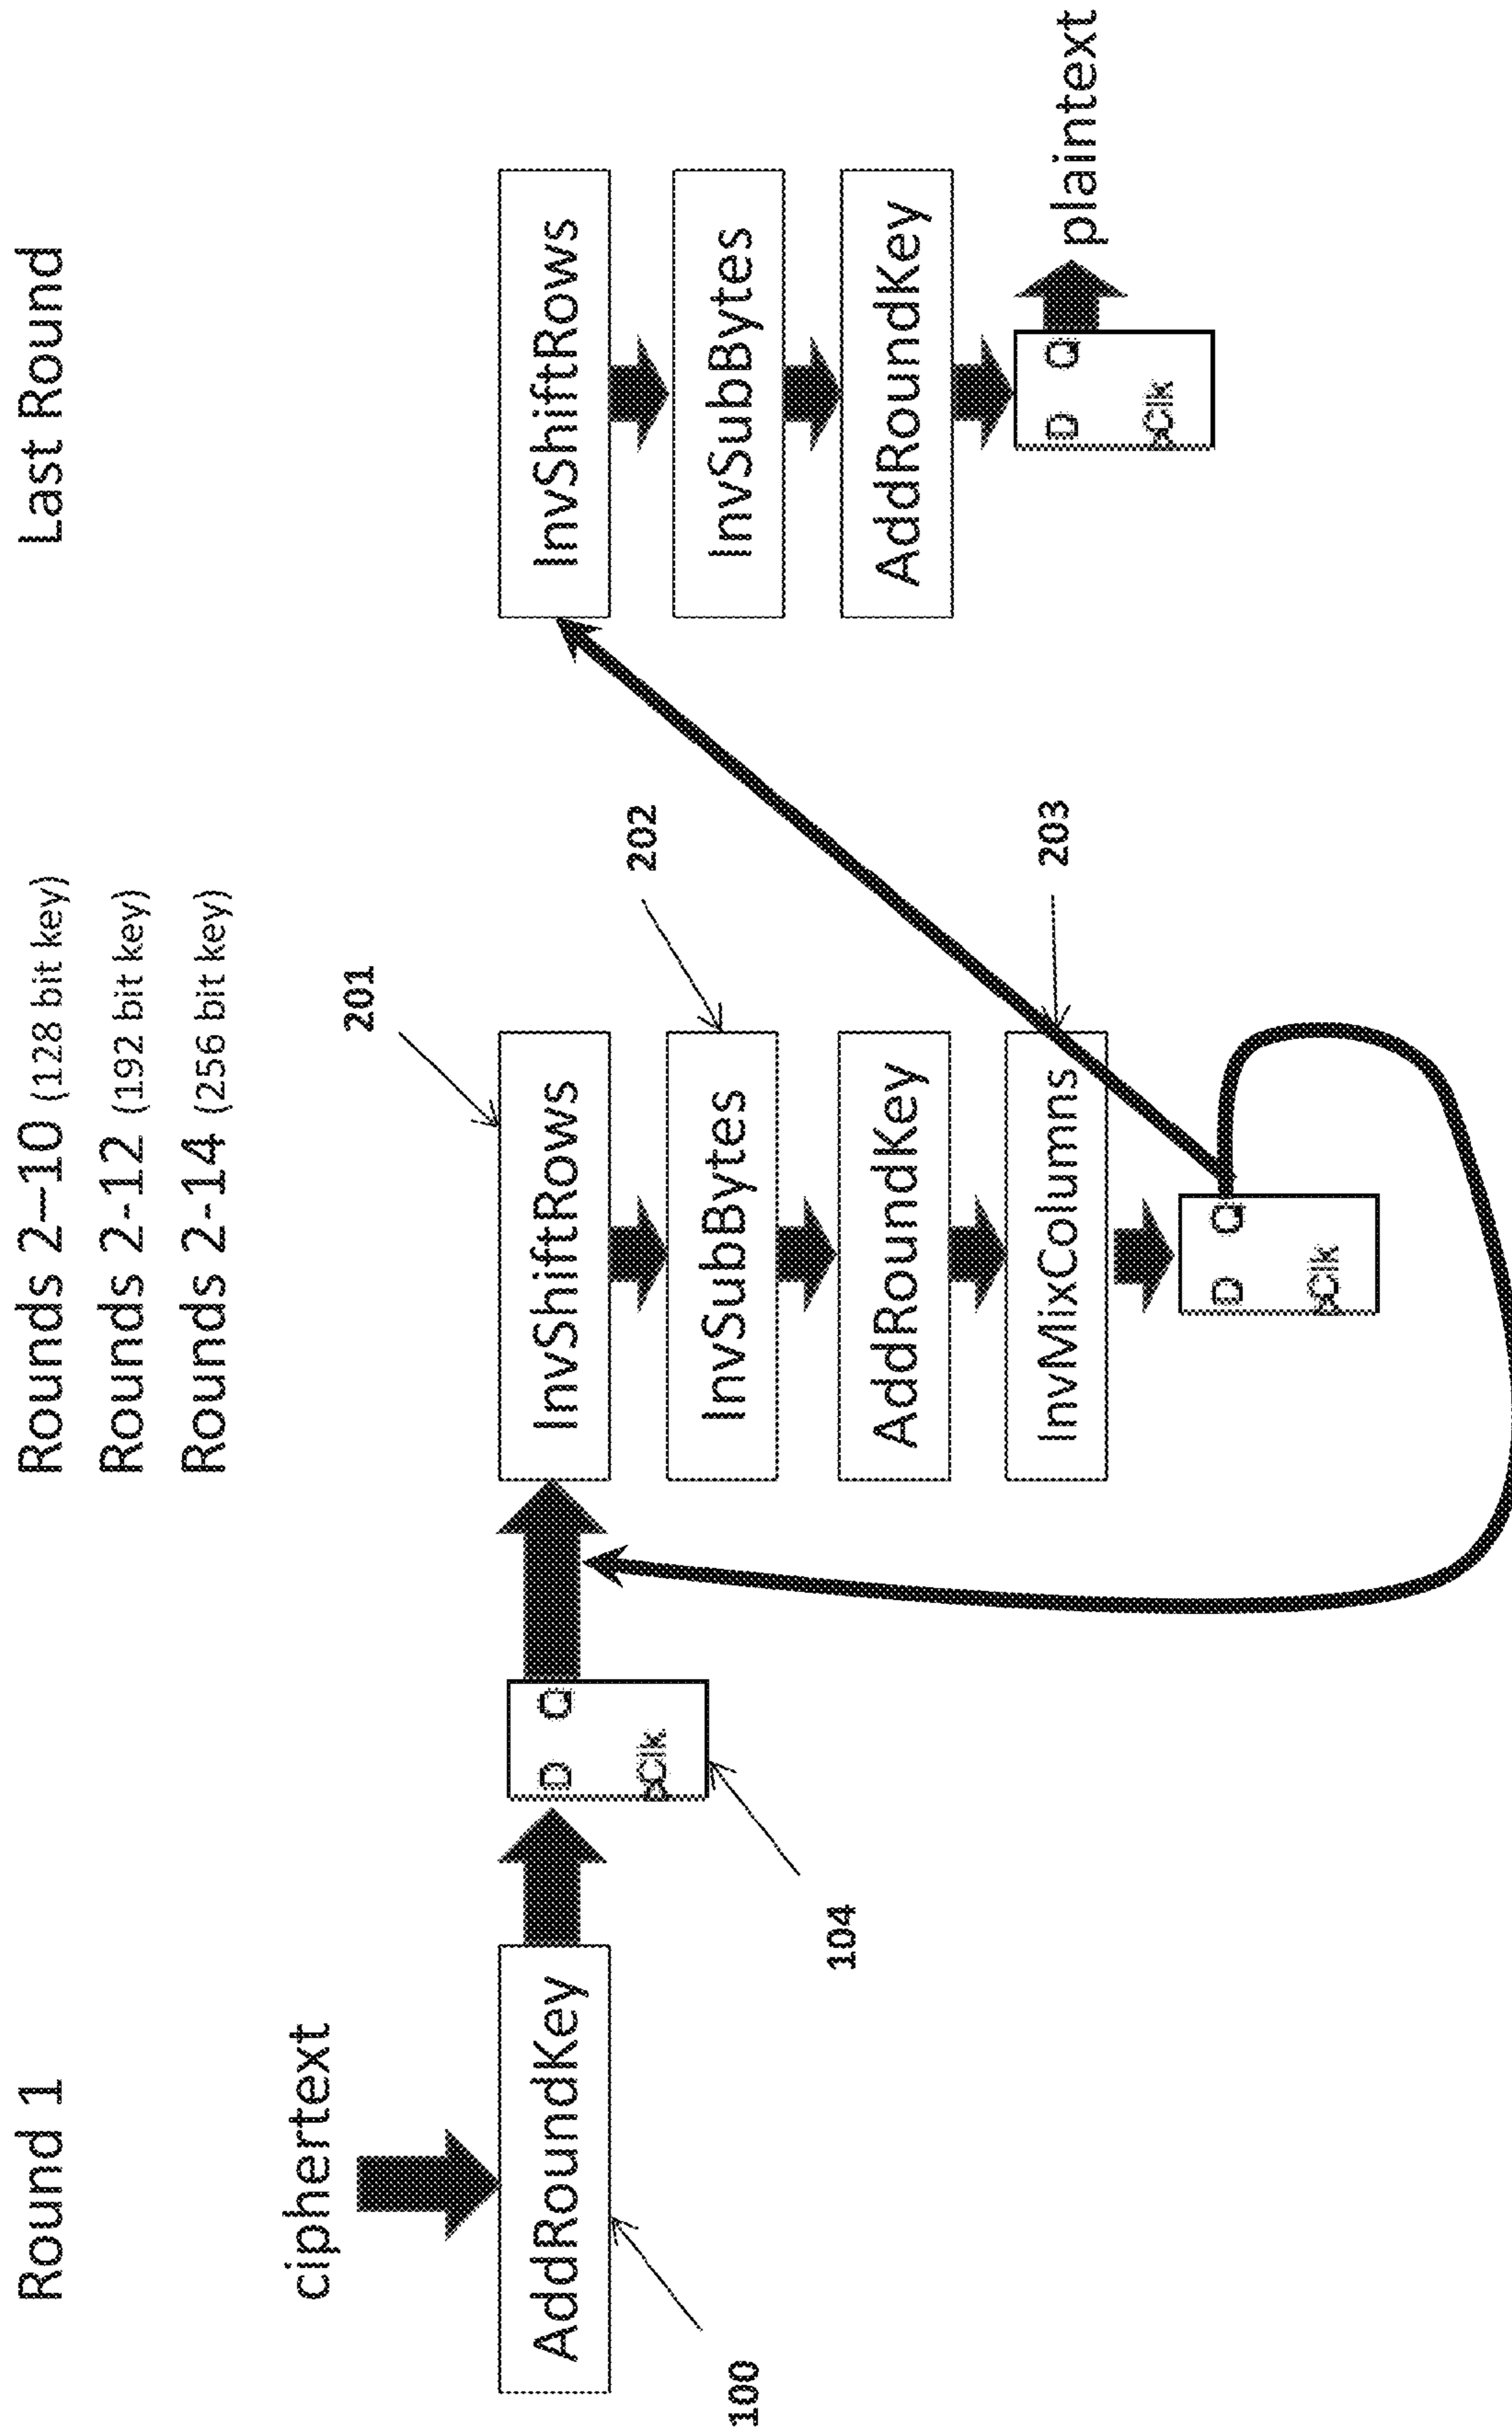 Round 1
Rounds 2–10 (128 bit key)
Rounds 2-12 (192 bit key)
Rounds 2-14 (256 bit key)
Last Round
ciphertext
AddRoundKey
100
D Q
Clk
104
201
InvShiftRows
202
InvSubBytes
AddRoundKey
InvMixColumns
203
D Q
Clk
InvShiftRows
InvSubBytes
AddRoundKey
D Q
Clk
plaintext